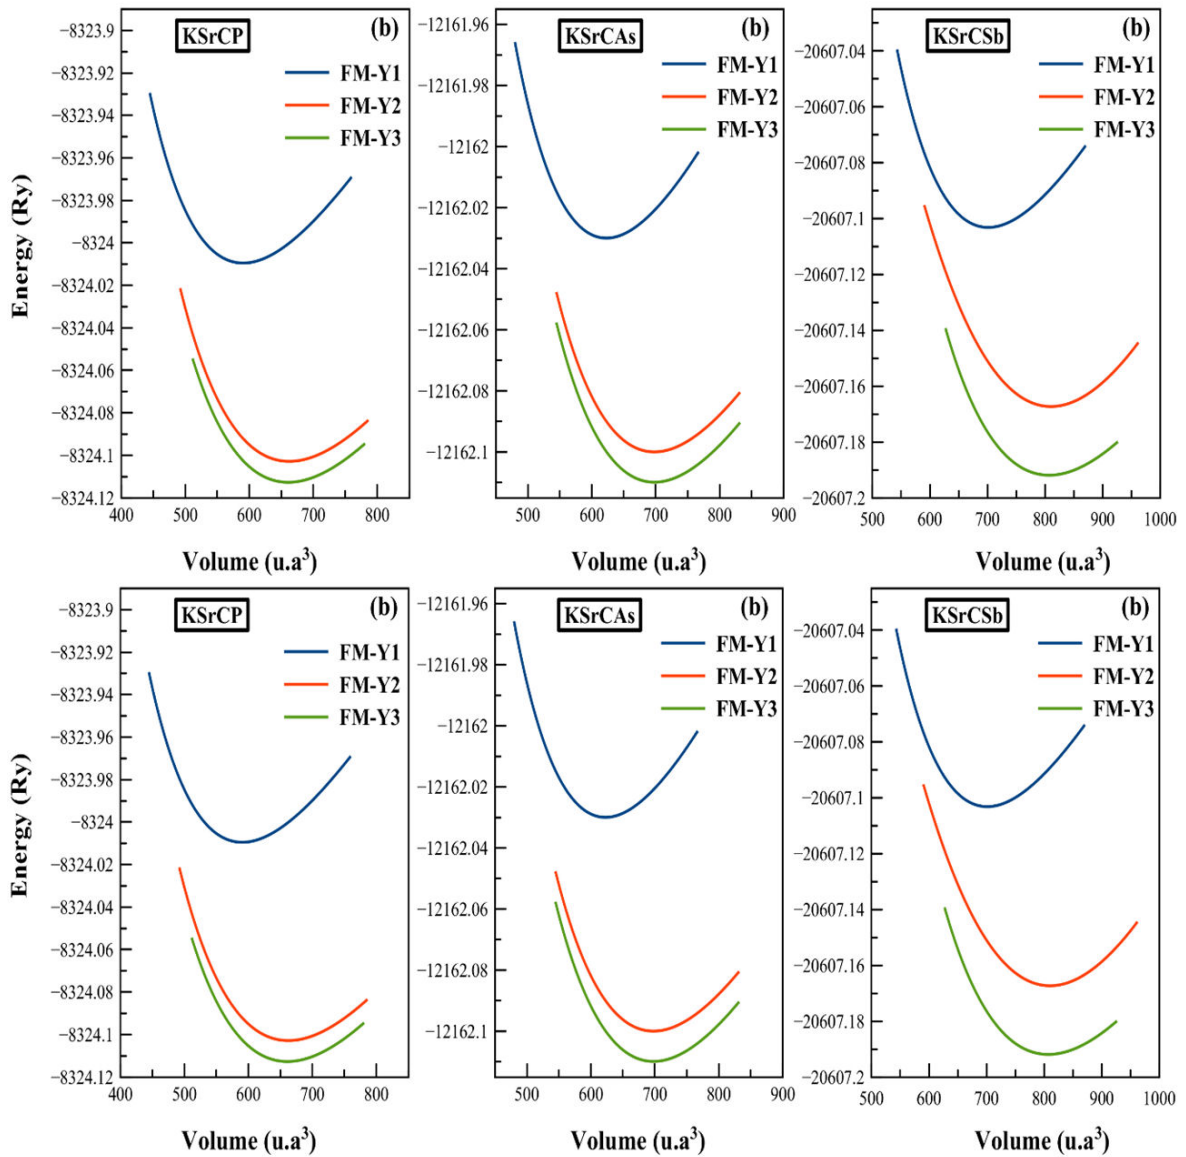 KSrCP
(b)
FM-Y1
FM-Y2
FM-Y3
−8323.9
−8323.92
−8323.94
−8323.96
−8323.98
−8324
−8324.02
−8324.04
−8324.06
−8324.08
−8324.1
−8324.12
400 500 600 700 800
Energy (Ry)
Volume (u.a³)
KSrCAs
(b)
FM-Y1
FM-Y2
FM-Y3
−12161.96
−12161.98
−12162
−12162.02
−12162.04
−12162.06
−12162.08
−12162.1
500 600 700 800 900
Volume (u.a³)
KSrCSb
(b)
FM-Y1
FM-Y2
FM-Y3
−20607.04
−20607.06
−20607.08
−20607.1
−20607.12
−20607.14
−20607.16
−20607.18
−20607.2
500 600 700 800 900 1000
Volume (u.a³)
KSrCP
(b)
FM-Y1
FM-Y2
FM-Y3
−8323.9
−8323.92
−8323.94
−8323.96
−8323.98
−8324
−8324.02
−8324.04
−8324.06
−8324.08
−8324.1
−8324.12
400 500 600 700 800
Energy (Ry)
Volume (u.a³)
KSrCAs
(b)
FM-Y1
FM-Y2
FM-Y3
−12161.96
−12161.98
−12162
−12162.02
−12162.04
−12162.06
−12162.08
−12162.1
500 600 700 800 900
Volume (u.a³)
KSrCSb
(b)
FM-Y1
FM-Y2
FM-Y3
−20607.04
−20607.06
−20607.08
−20607.1
−20607.12
−20607.14
−20607.16
−20607.18
−20607.2
500 600 700 800 900 1000
Volume (u.a³)